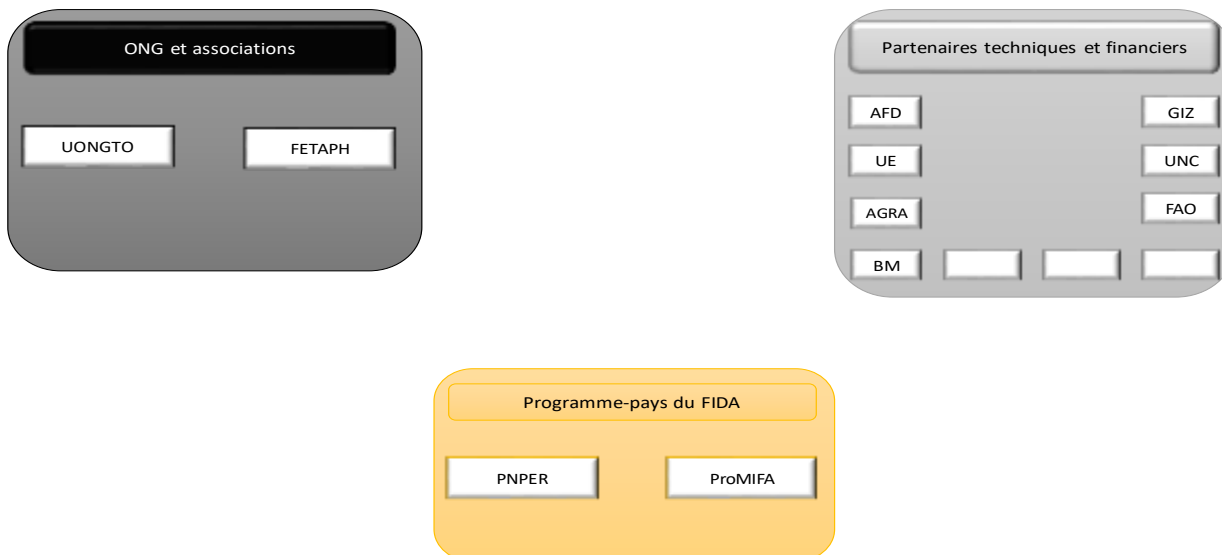 ONG et associations
UONGTO
FETAPH
Partenaires techniques et financiers
AFD
GIZ
UE
UNC
AGRA
FAO
BM
Programme-pays du FIDA
PNPER
ProMIFA